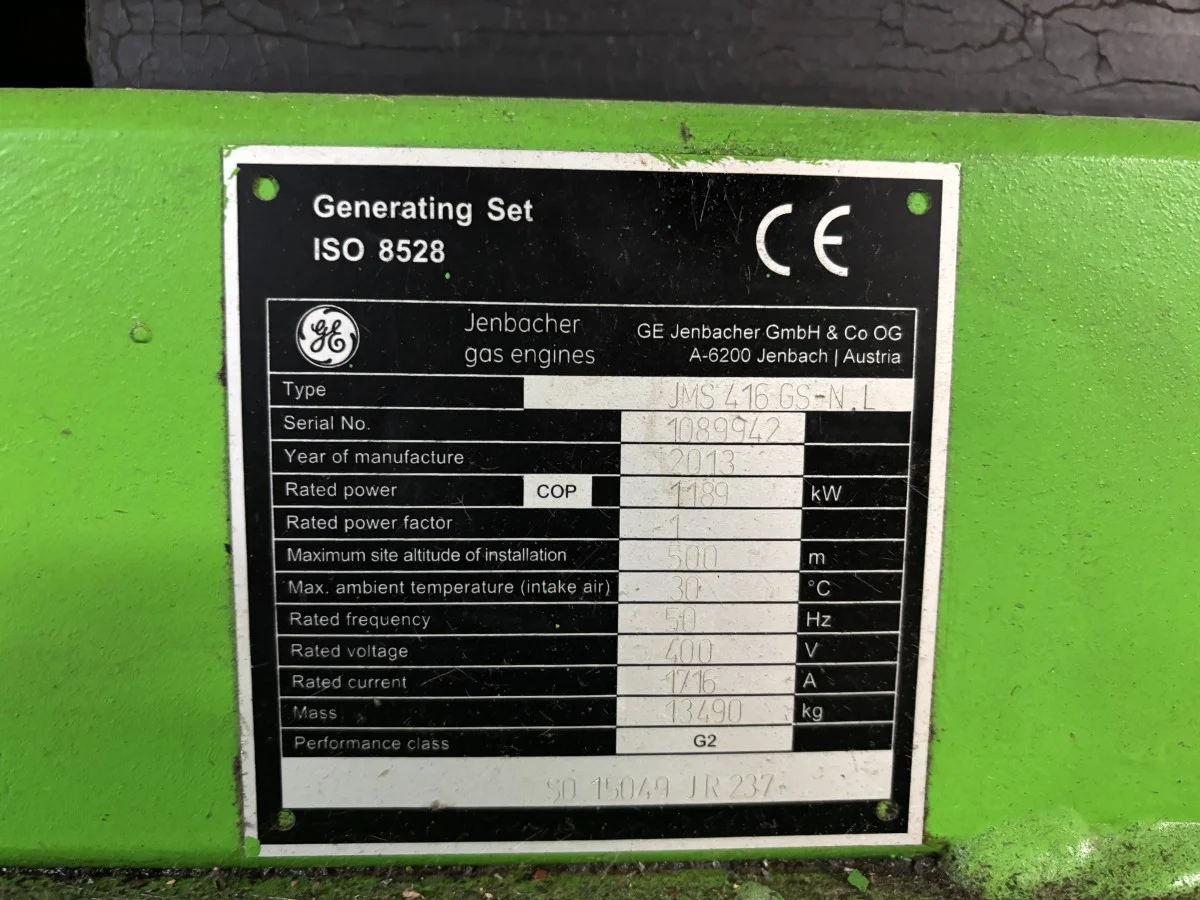 Generating Set
ISO 8528
CE
GE
Jenbacher
gas engines
GE Jenbacher GmbH & Co OG
A-6200 Jenbach | Austria
Type JMS 416 GS-N.L
Serial No. 1089942
Year of manufacture 2013
Rated power COP 1189 kW
Rated power factor 1
Maximum site altitude of installation 500 m
Max. ambient temperature (intake air) 30 °C
Rated frequency 50 Hz
Rated voltage 400 V
Rated current 1716 A
Mass 13490 kg
Performance class G2
SO 15049 JR 237